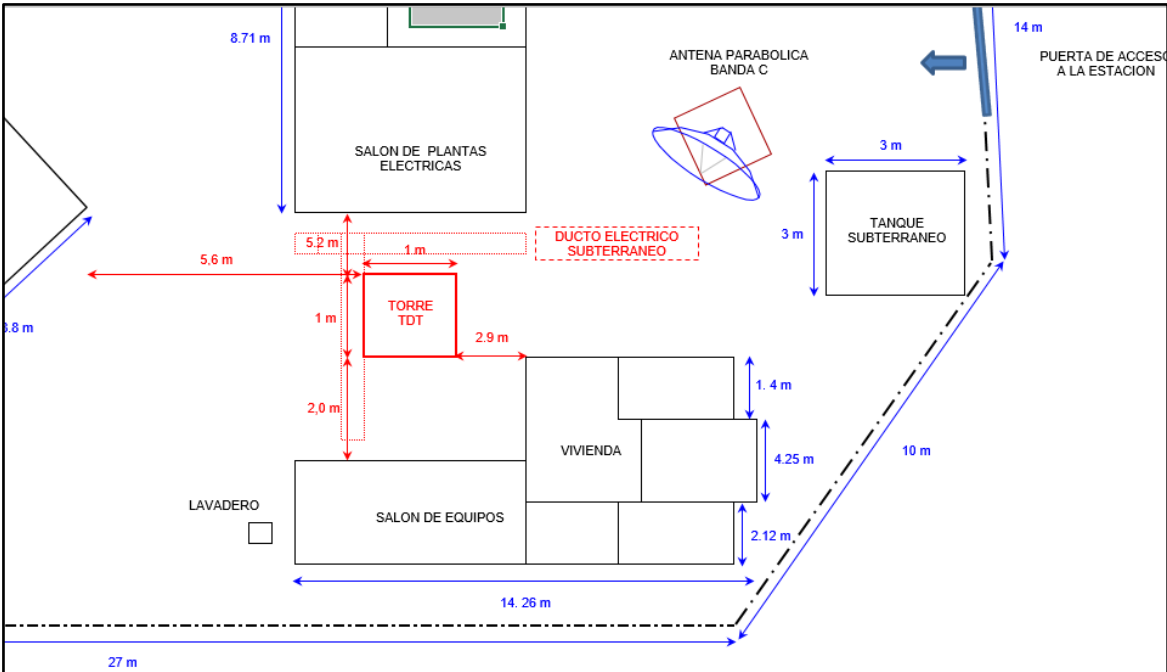 8.71 m
14 m
ANTENA PARABOLICA
BANDA C
PUERTA DE ACCESO
A LA ESTACION
SALON DE PLANTAS
ELECTRICAS
3 m
3 m
TANQUE
SUBTERRANEO
5.2 m
DUCTO ELECTRICO
SUBTERRANEO
1 m
5,6 m
TORRE
TDT
1 m
2.9 m
3.8 m
2,0 m
1. 4 m
VIVIENDA
4.25 m
10 m
LAVADERO
SALON DE EQUIPOS
2.12 m
14. 26 m
27 m